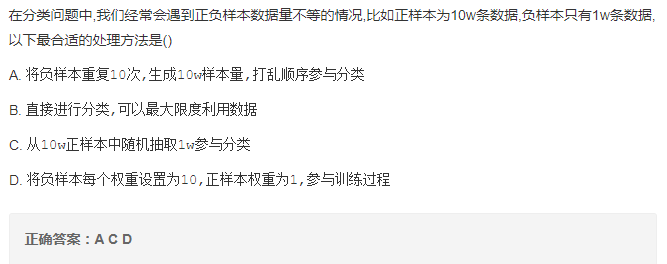 在分类问题中,我们经常会遇到正负样本数据量不等的情况,比如正样本为10w条数据,负样本只有1w条数据,
以下最合适的处理方法是()
A. 将负样本重复10次,生成10w样本量,打乱顺序参与分类
B. 直接进行分类,可以最大限度利用数据
C. 从10w正样本中随机抽取1w参与分类
D. 将负样本每个权重设置为10,正样本权重为1,参与训练过程
正确答案：A C D